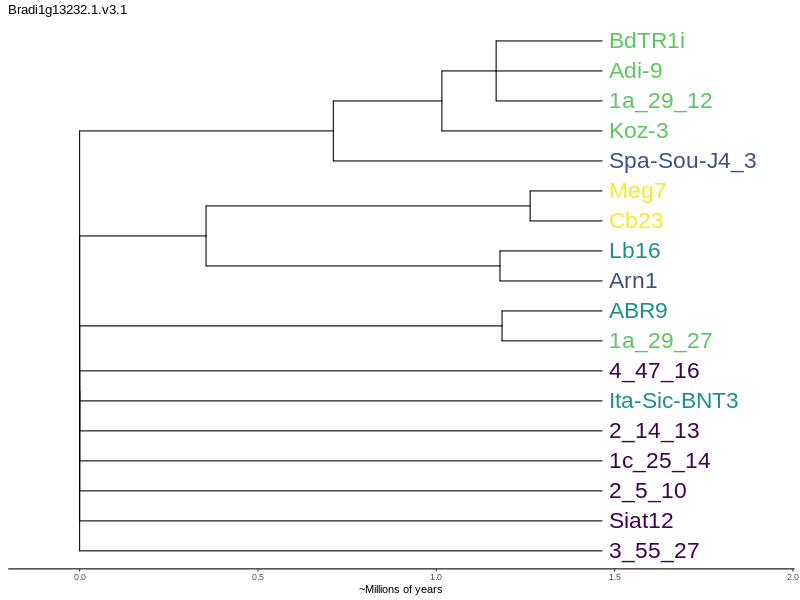 Bradi1g13232.1.v3.1
BdTR1i
Adi-9
1a_29_12
Koz-3
Spa-Sou-J4_3
Meg7
Cb23
Lb16
Arn1
ABR9
1a_29_27
4_47_16
Ita-Sic-BNT3
2_14_13
1c_25_14
2_5_10
Siat12
3_55_27
0.0 0.5 1.0 1.5 2.0
~Millions of years